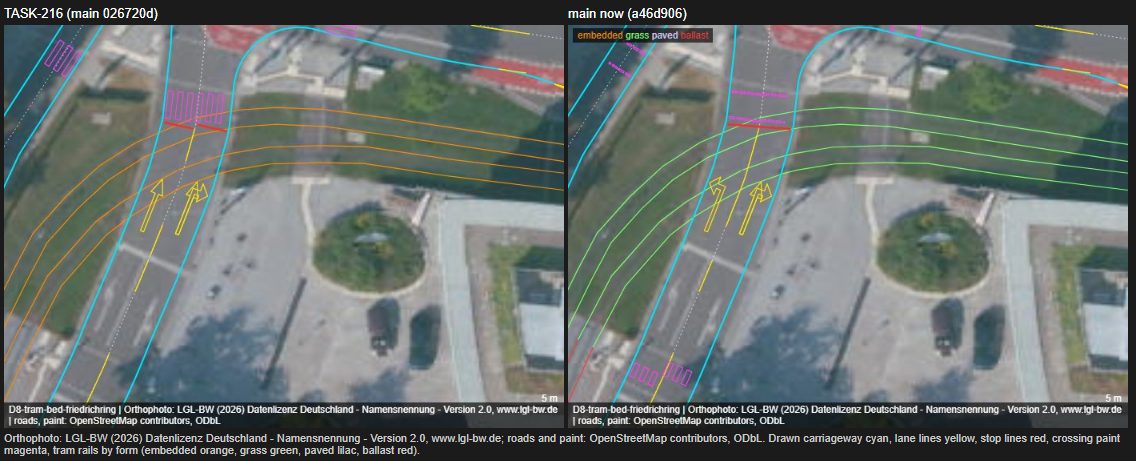 TASK-216 (main 026720d)
main now (a46d906)
embedded grass paved ballast
5 m
D8-tram-bed-friedrichring | Orthophoto: LGL-BW (2026) Datenlizenz Deutschland - Namensnennung - Version 2.0, www.lgl-bw.de
| roads, paint: OpenStreetMap contributors, ODbL
5 m
D8-tram-bed-friedrichring | Orthophoto: LGL-BW (2026) Datenlizenz Deutschland - Namensnennung - Version 2.0, www.lgl-bw.de
| roads, paint: OpenStreetMap contributors, ODbL
Orthophoto: LGL-BW (2026) Datenlizenz Deutschland - Namensnennung - Version 2.0, www.lgl-bw.de; roads and paint: OpenStreetMap contributors, ODbL. Drawn carriageway cyan, lane lines yellow, stop lines red, crossing paint
magenta, tram rails by form (embedded orange, grass green, paved lilac, ballast red).